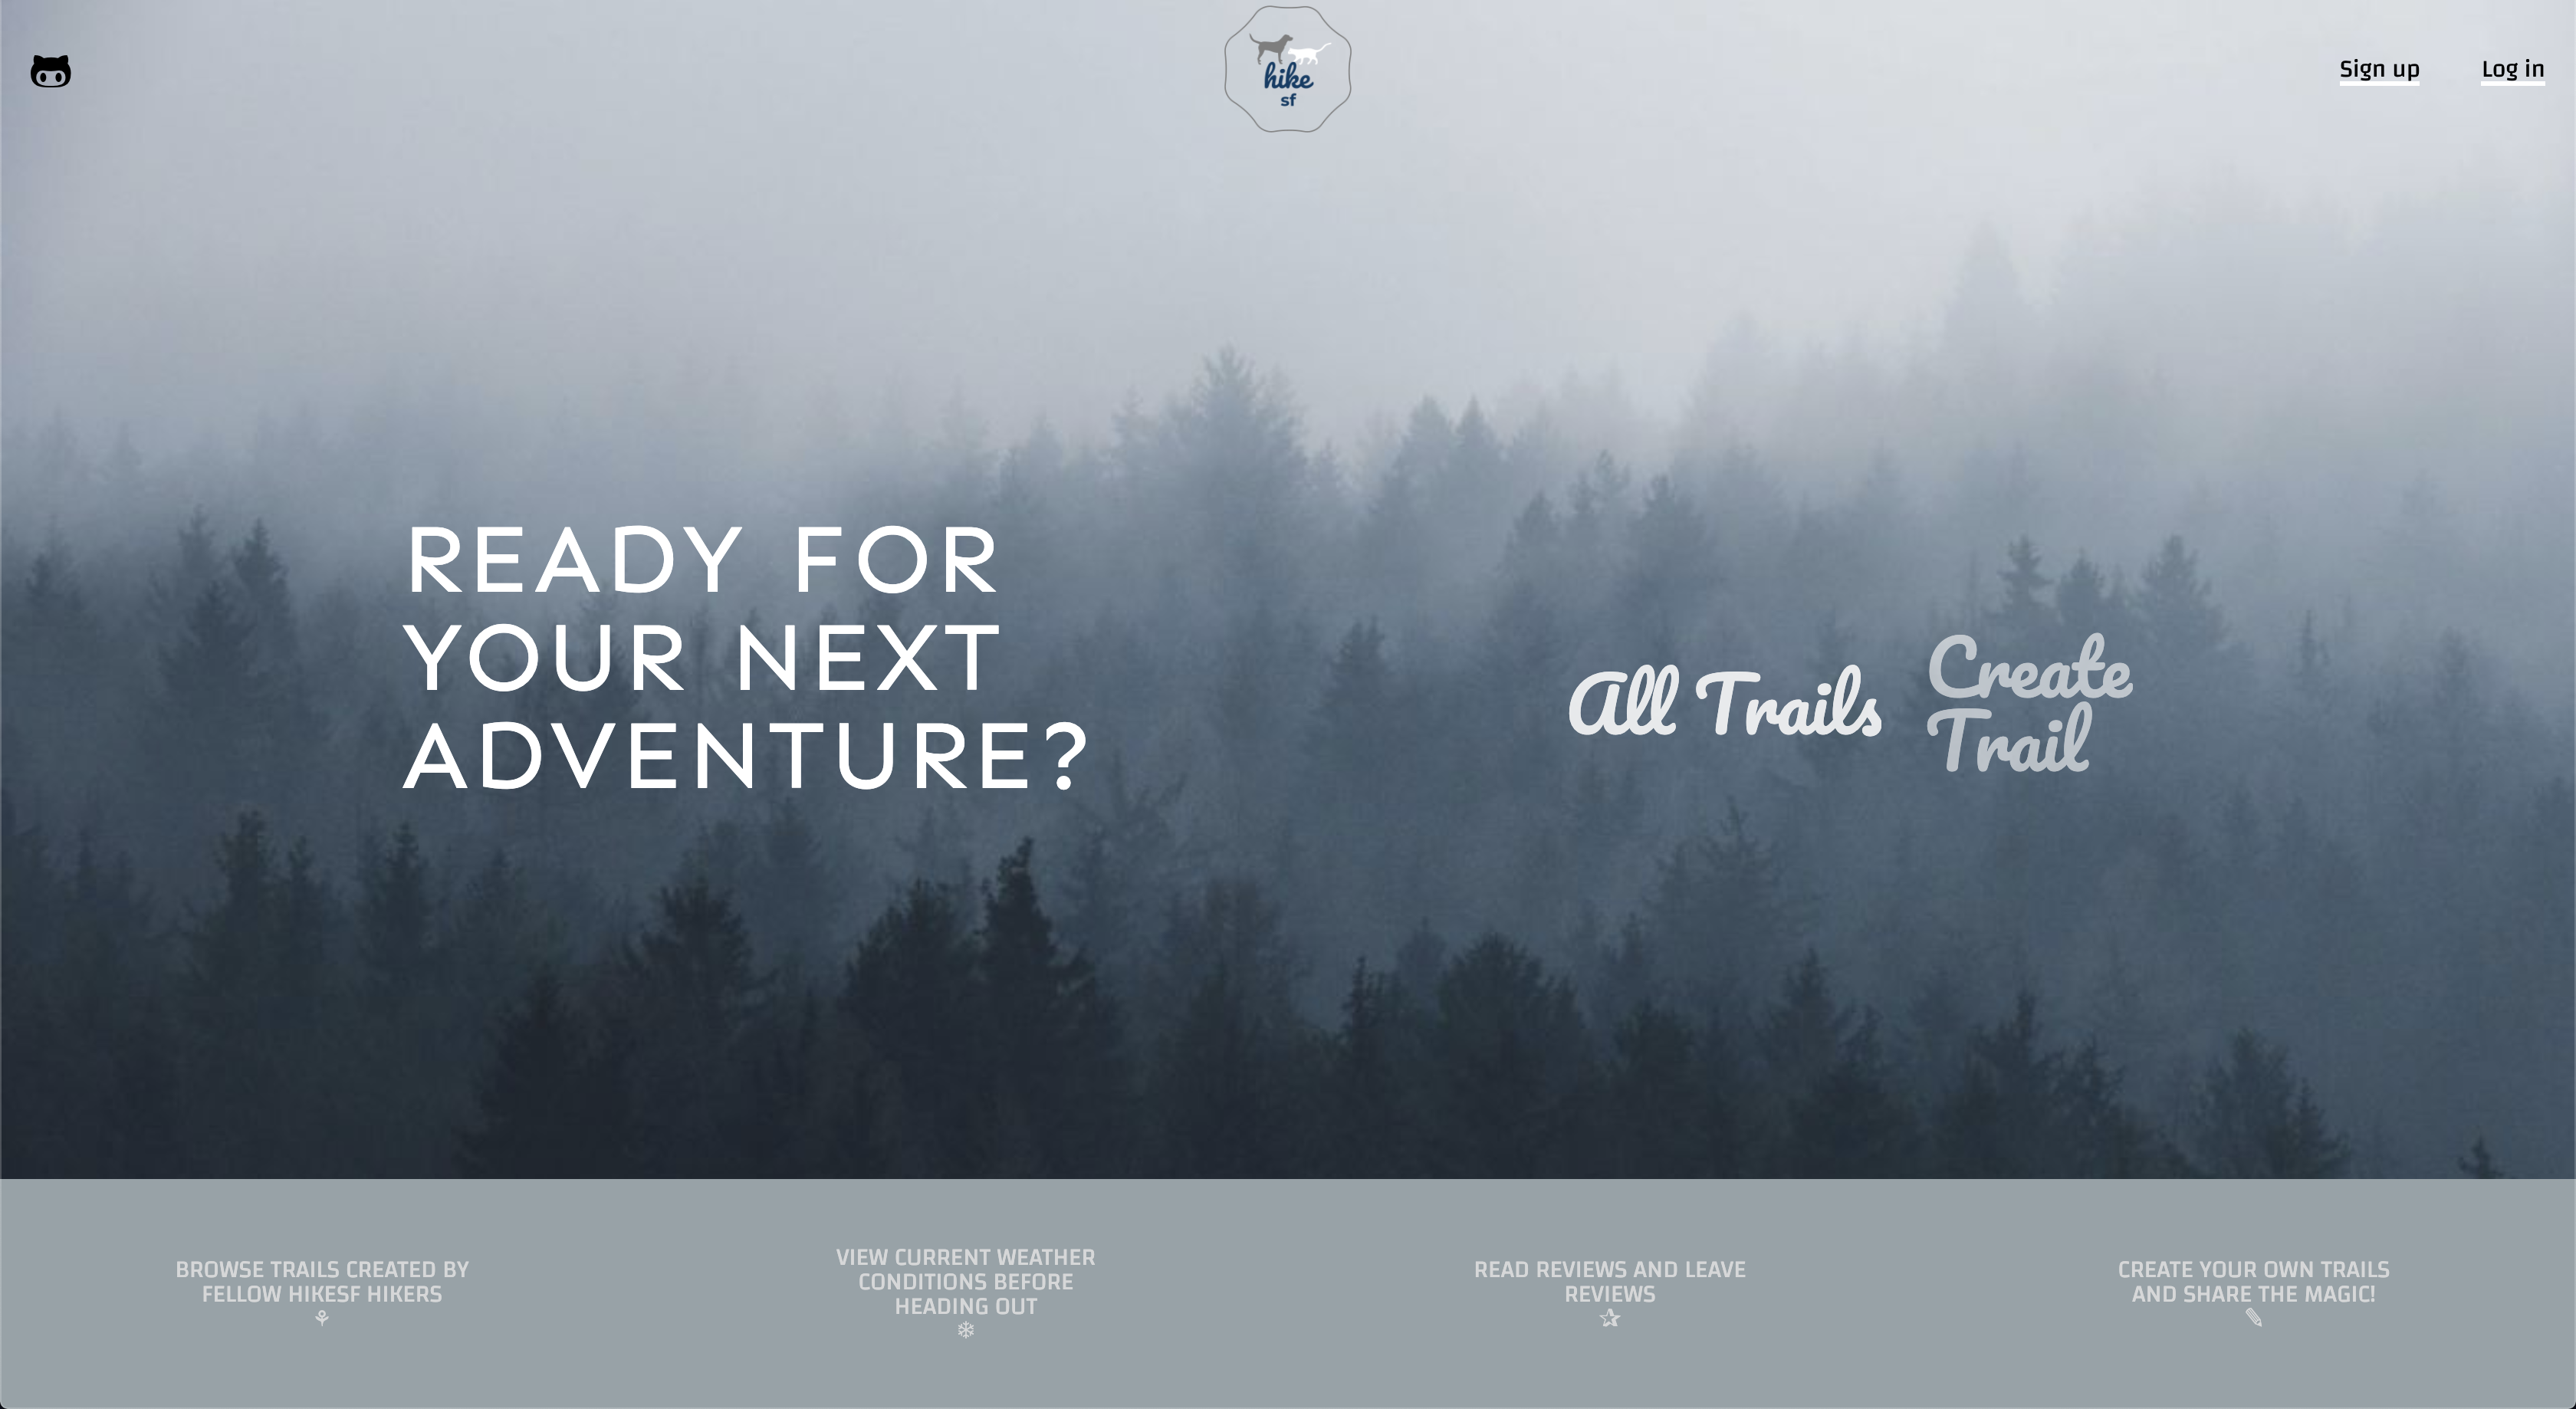 hike
sf
Sign up
Log in
READY FOR
YOUR NEXT
ADVENTURE?
All Trails
Create
Trail
BROWSE TRAILS CREATED BY
FELLOW HIKESF HIKERS
VIEW CURRENT WEATHER
CONDITIONS BEFORE
HEADING OUT
READ REVIEWS AND LEAVE
REVIEWS
CREATE YOUR OWN TRAILS
AND SHARE THE MAGIC!